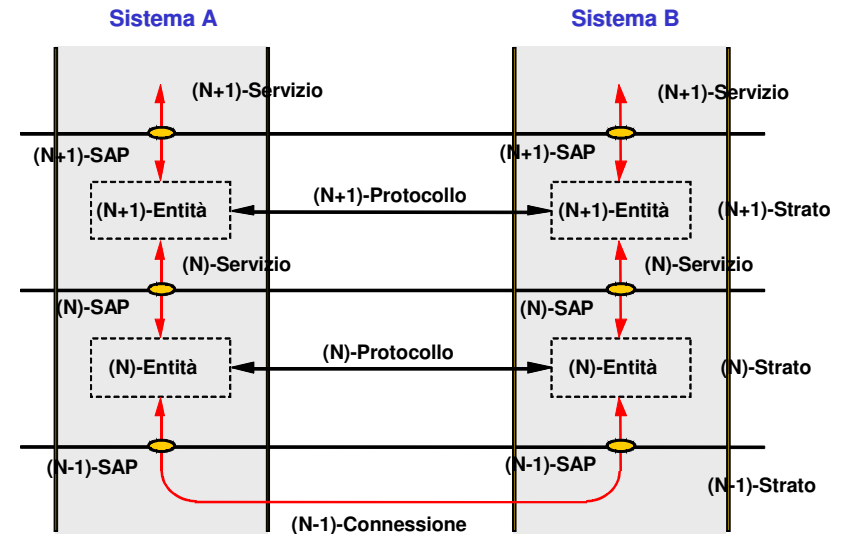 Sistema A
Sistema B
(N+1)-Servizio
(N+1)-Servizio
(N+1)-SAP
(N+1)-SAP
(N+1)-Entità
(N+1)-Protocollo
(N+1)-Entità
(N+1)-Strato
(N)-Servizio
(N)-Servizio
(N)-SAP
(N)-SAP
(N)-Entità
(N)-Protocollo
(N)-Entità
(N)-Strato
(N-1)-SAP
(N-1)-SAP
(N-1)-Strato
(N-1)-Connessione